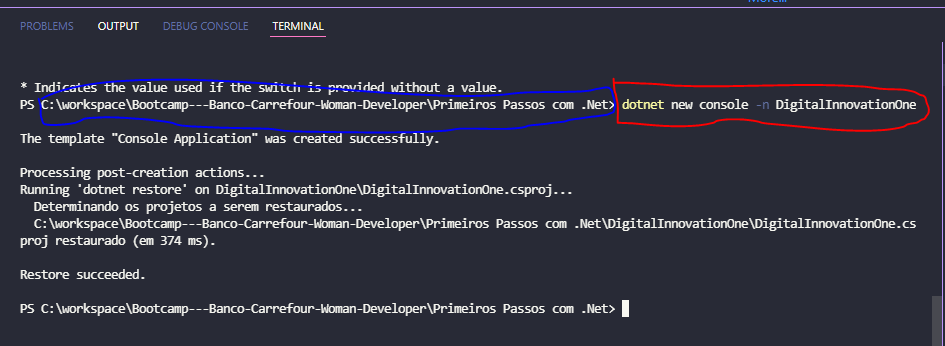 PROBLEMS OUTPUT DEBUG CONSOLE TERMINAL
* Indicates the value used if the switch is provided without a value.
PS C:\workspace\Bootcamp---Banco-Carrefour-Woman-Developer\Primeiros Passos com .Net> dotnet new console -n DigitalInnovationOne
The template "Console Application" was created successfully.
Processing post-creation actions...
Running 'dotnet restore' on DigitalInnovationOne\DigitalInnovationOne.csproj...
Determinando os projetos a serem restaurados...
C:\workspace\Bootcamp---Banco-Carrefour-Woman-Developer\Primeiros Passos com .Net\DigitalInnovationOne\DigitalInnovationOne.cs
proj restaurado (em 374 ms).
Restore succeeded.
PS C:\workspace\Bootcamp---Banco-Carrefour-Woman-Developer\Primeiros Passos com .Net>